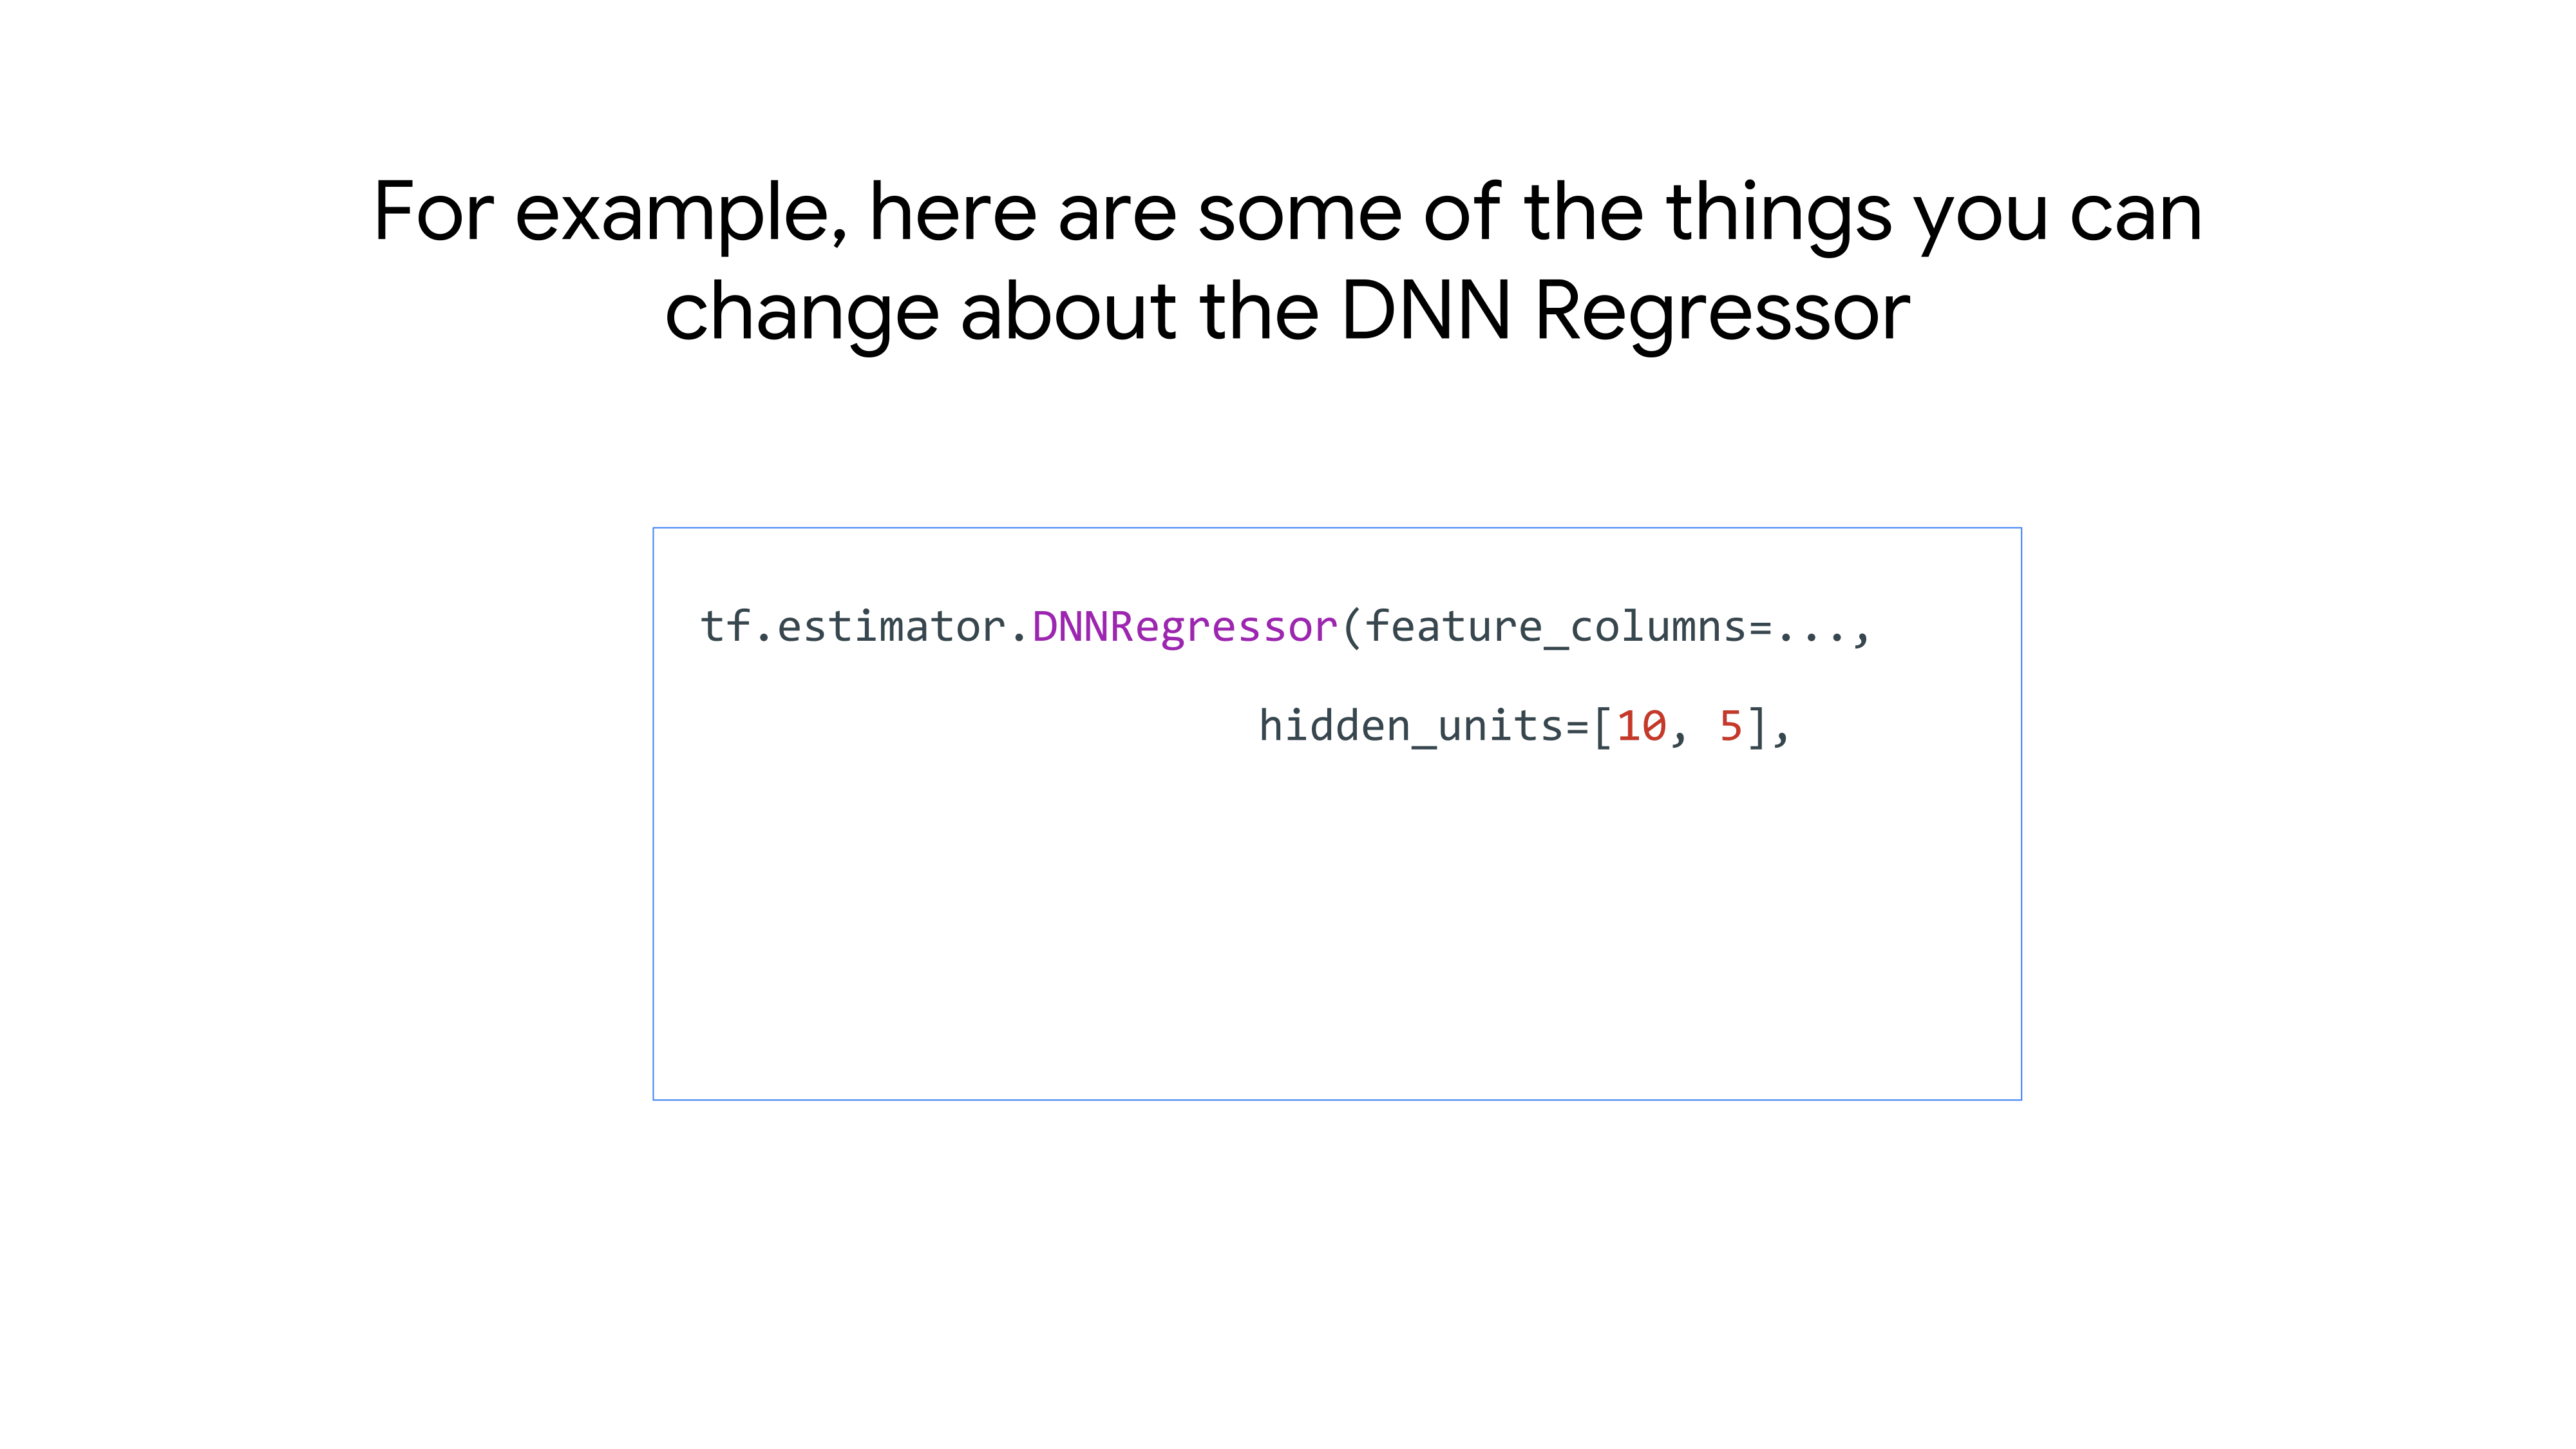 For example, here are some of the things you can
change about the DNN Regressor
tf.estimator.DNNRegressor(feature_columns=...,
hidden_units=[10, 5],